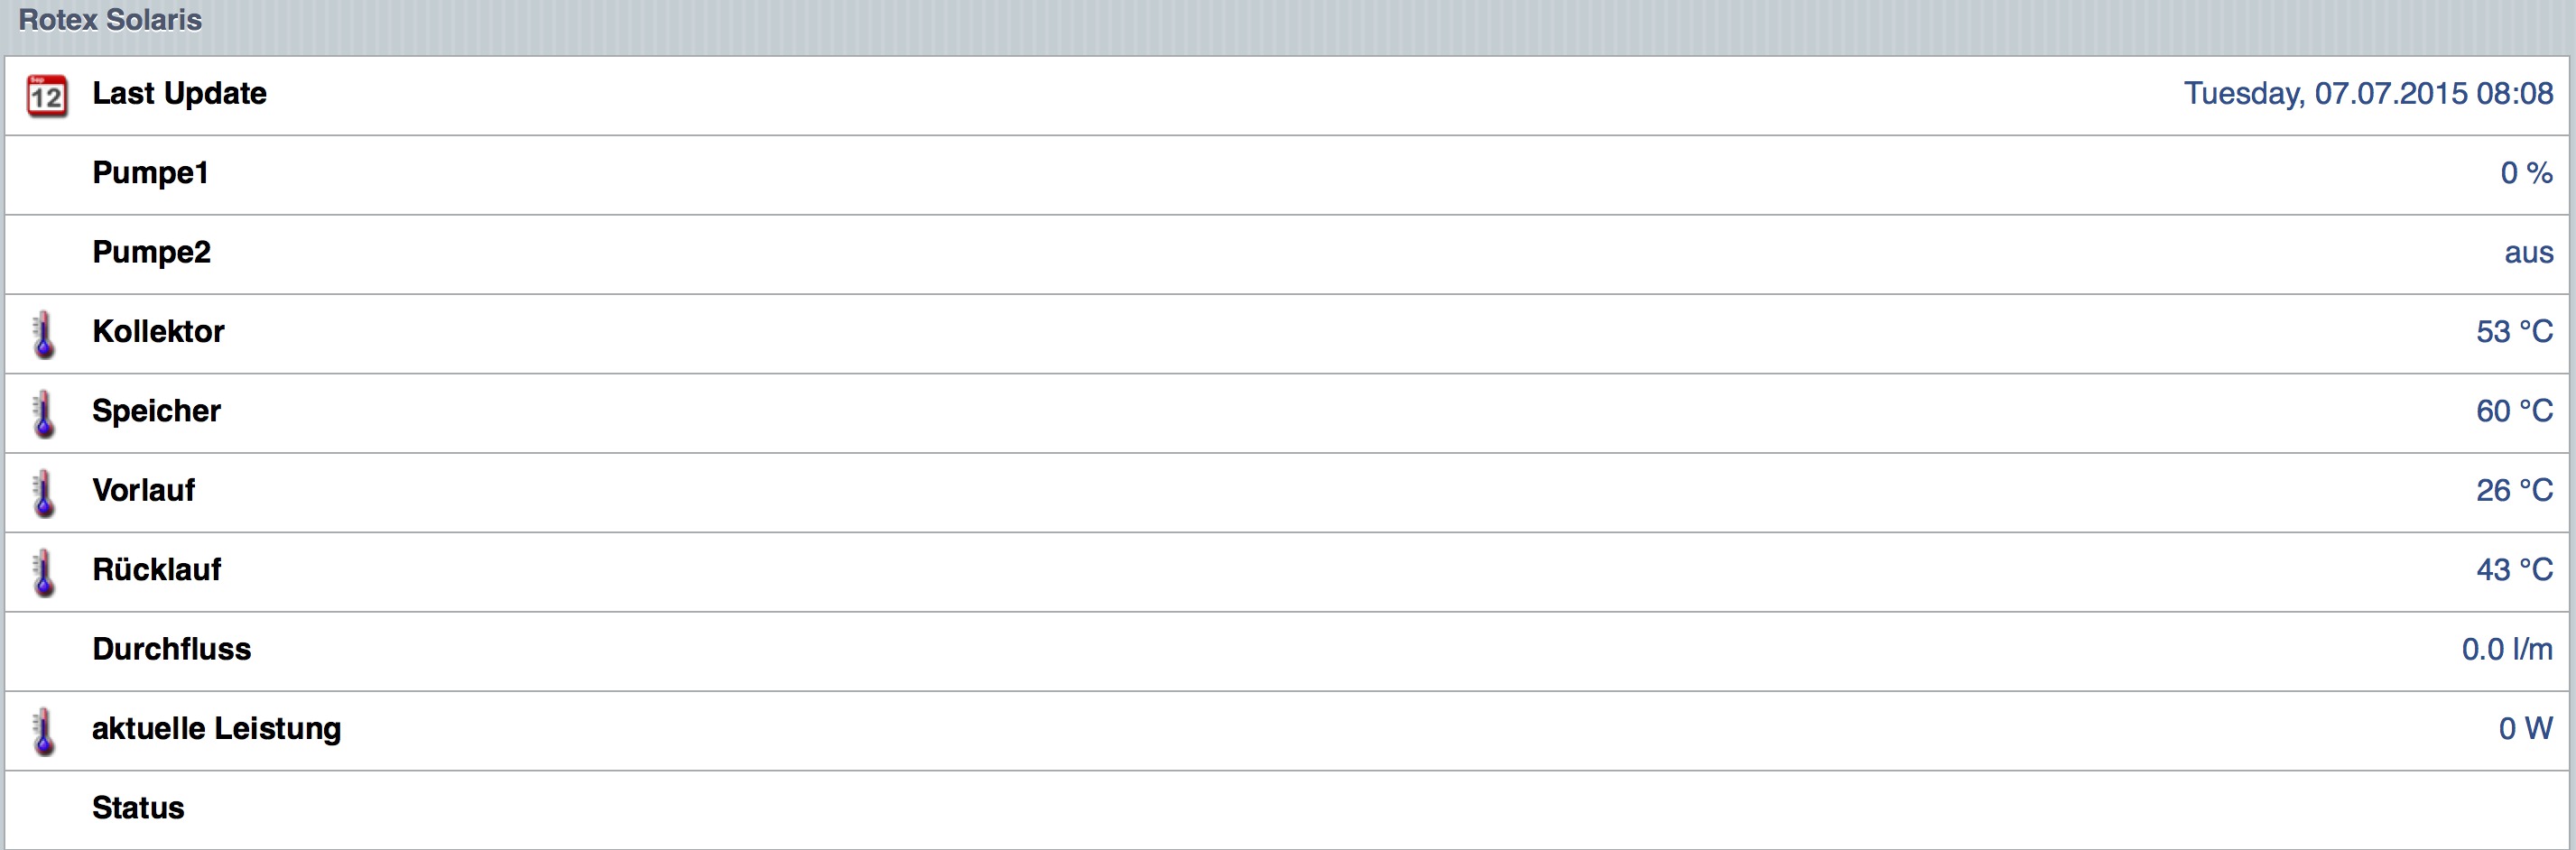 Rotex Solaris
Sep
12
Last Update Tuesday, 07.07.2015 08:08
Pumpe1 0 %
Pumpe2 aus
Kollektor 53 °C
Speicher 60 °C
Vorlauf 26 °C
Rücklauf 43 °C
Durchfluss 0.0 l/m
aktuelle Leistung 0 W
Status